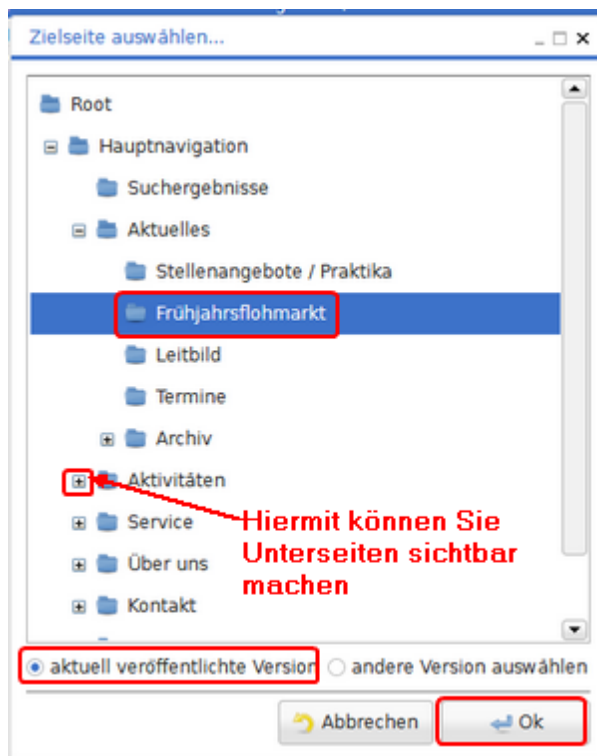 Zielseite auswählen...
Root
Hauptnavigation
Suchergebnisse
Aktuelles
Stellenangebote / Praktika
Frühjahrsflohmarkt
Leitbild
Termine
Archiv
Aktivitäten
Service
Hiermit können Sie
Unterseiten sichtbar
machen
Über uns
Kontakt
aktuell veröffentlichte Version
andere Version auswählen
Abbrechen
Ok